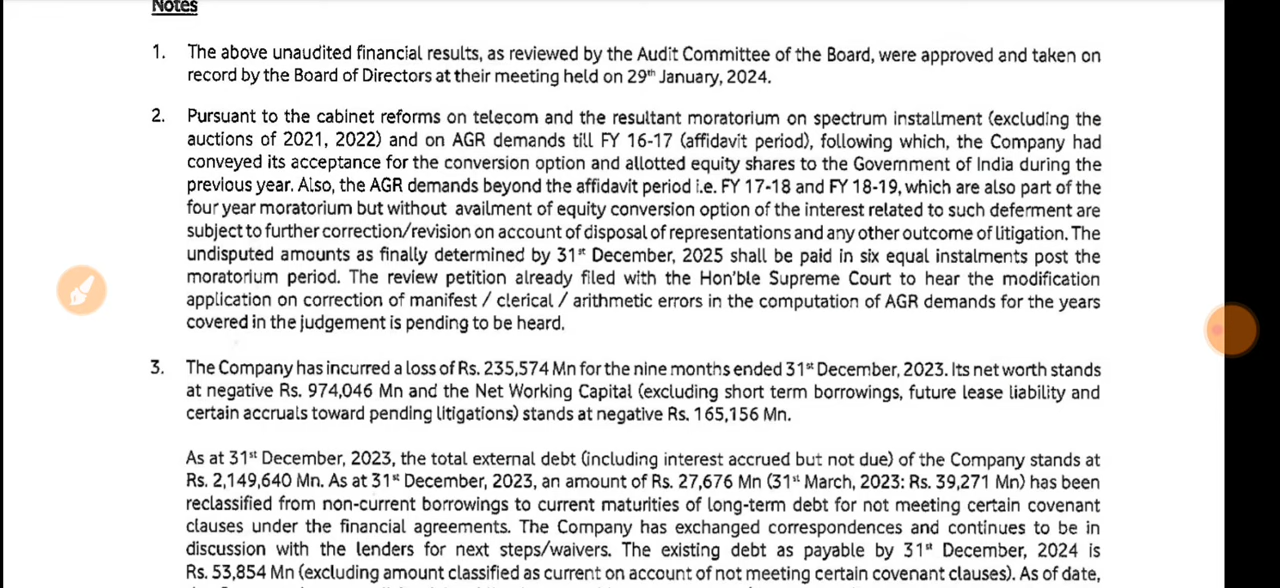 Notes
1. The above unaudited financial results, as reviewed by the Audit Committee of the Board, were approved and taken on
record by the Board of Directors at their meeting held on 29th January, 2024.
2. Pursuant to the cabinet reforms on telecom and the resultant moratorium on spectrum installment (excluding the
auctions of 2021, 2022) and on AGR demands till FY 16-17 (affidavit period), following which, the Company had
conveyed its acceptance for the conversion option and allotted equity shares to the Government of India during the
previous year. Also, the AGR demands beyond the affidavit period i.e. FY 17-18 and FY 18-19, which are also part of the
four year moratorium but without availment of equity conversion option of the interest related to such deferment are
subject to further correction/revision on account of disposal of representations and any other outcome of litigation. The
undisputed amounts as finally determined by 31st December, 2025 shall be paid in six equal instalments post the
moratorium period. The review petition already filed with the Hon'ble Supreme Court to hear the modification
application on correction of manifest / clerical / arithmetic errors in the computation of AGR demands for the years
covered in the judgement is pending to be heard.
3. The Company has incurred a loss of Rs. 235,574 Mn for the nine months ended 31st December, 2023. Its net worth stands
at negative Rs. 974,046 Mn and the Net Working Capital (excluding short term borrowings, future lease liability and
certain accruals toward pending litigations) stands at negative Rs. 165,156 Mn.
As at 31st December, 2023, the total external debt (including interest accrued but not due) of the Company stands at
Rs. 2,149,640 Mn. As at 31st December, 2023, an amount of Rs. 27,676 Mn (31st March, 2023: Rs. 39,271 Mn) has been
reclassified from non-current borrowings to current maturities of long-term debt for not meeting certain covenant
clauses under the financial agreements. The Company has exchanged correspondences and continues to be in
discussion with the lenders for next steps/waivers. The existing debt as payable by 31st December, 2024 is
Rs. 53,854 Mn (excluding amount classified as current on account of not meeting certain covenant clauses). As of date,